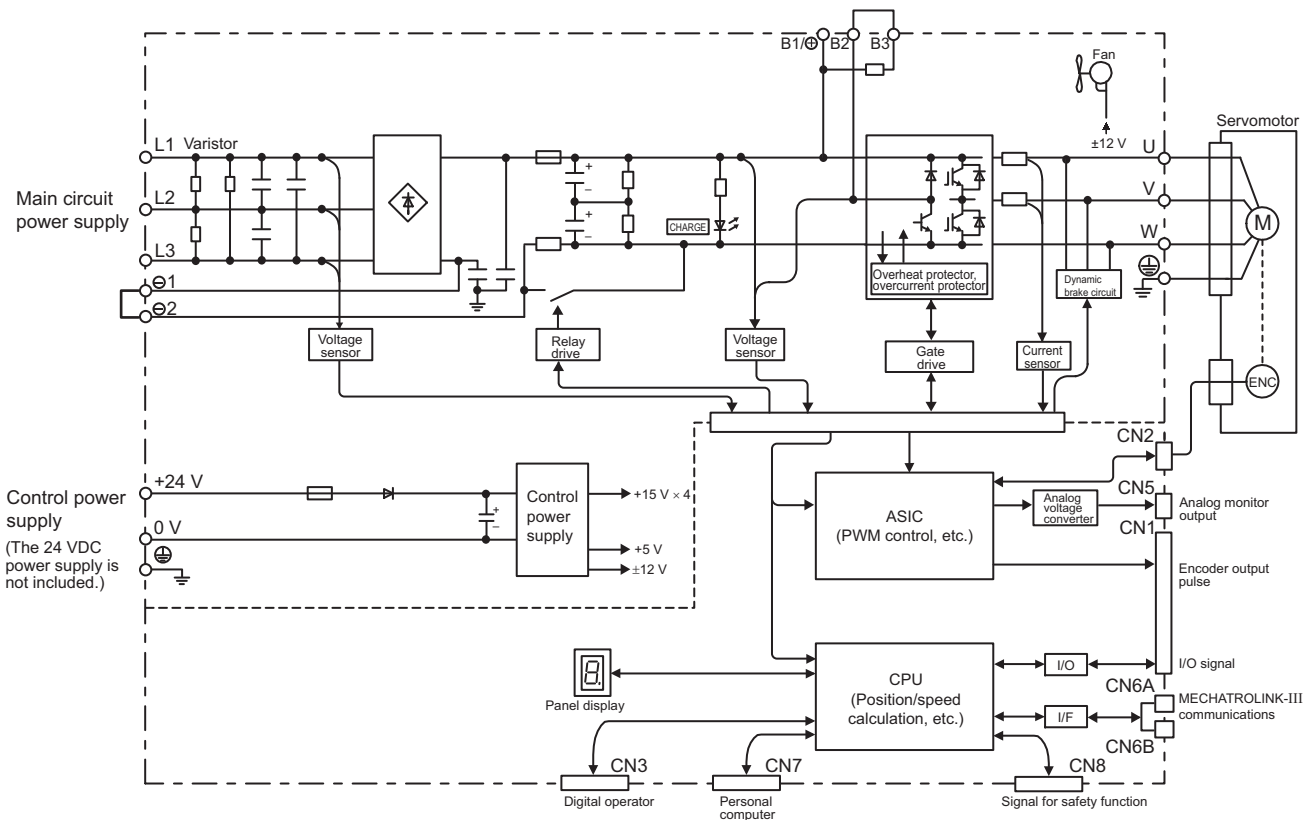 B1/⊕ B2 B3
Fan
±12 V
Servomotor
L1 Varistor
L2
L3
Main circuit
power supply
⊖1
⊖2
+
−
+
−
CHARGE
Overheat protector,
overcurrent protector
U
V
W
M
Dynamic
brake circuit
Voltage
sensor
Relay
drive
Voltage
sensor
Gate
drive
Current
sensor
ENC
CN2
Control power
supply
(The 24 VDC
power supply is
not included.)
+24 V
0 V
+
−
Control
power
supply
+15 V × 4
+5 V
±12 V
ASIC
(PWM control, etc.)
Analog
voltage
converter
CN5
Analog monitor
output
CN1
Encoder output
pulse
I/O signal
8.
Panel display
CPU
(Position/speed
calculation, etc.)
I/O
I/F
CN6A
MECHATROLINK-III
communications
CN6B
CN3
Digital operator
CN7
Personal
computer
CN8
Signal for safety function